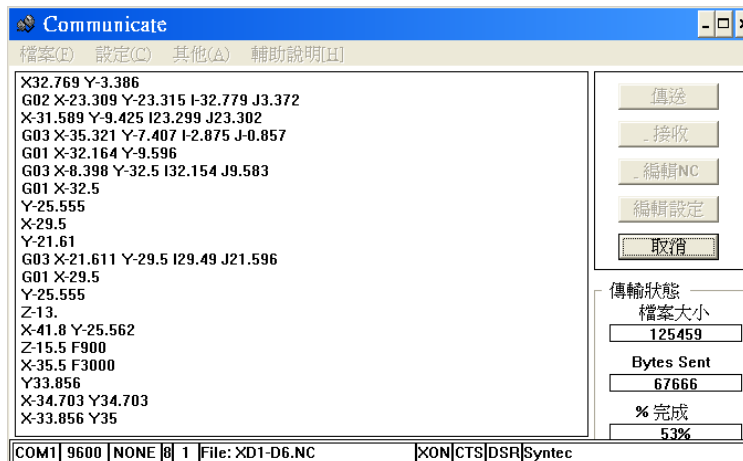 Communicate
檔案(F) 設定(C) 其他(A) 輔助說明[H]
X32.769 Y-3.386
G02 X-23.309 Y-23.315 I-32.779 J3.372
X-31.589 Y-9.425 I23.299 J23.302
G03 X-35.321 Y-7.407 I-2.875 J-0.857
G01 X-32.164 Y-9.596
G03 X-8.398 Y-32.5 I32.154 J9.583
G01 X-32.5
Y-25.555
X-29.5
Y-21.61
G03 X-21.611 Y-29.5 I29.49 J21.596
G01 X-29.5
Y-25.555
Z-13.
X-41.8 Y-25.562
Z-15.5 F900
X-35.5 F3000
Y33.856
X-34.703 Y34.703
X-33.856 Y35
傳送
接收
編輯NC
編輯設定
取消
傳輸狀態
檔案大小
125459
Bytes Sent
67666
% 完成
53%
COM1 9600 NONE 8 1 File: XD1-D6.NC XON CTS DSR Syntec